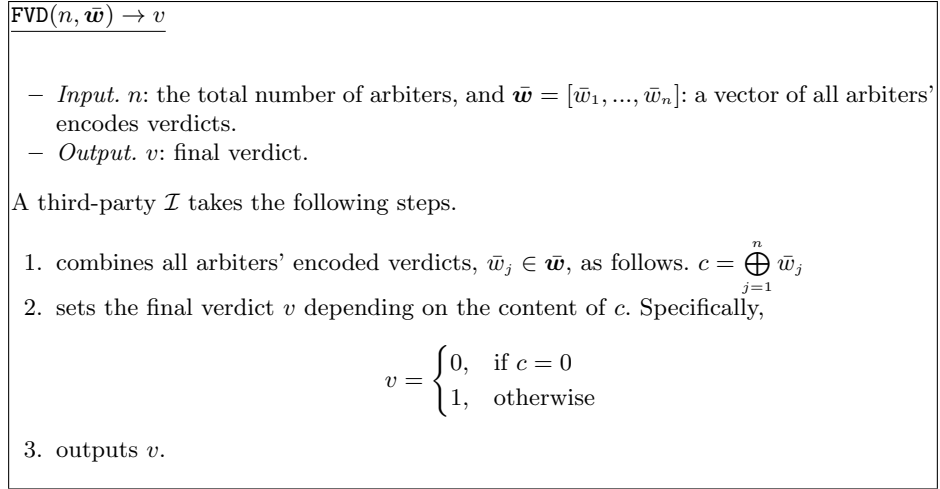 FVD(n, w̄) → v
– Input. n: the total number of arbiters, and w̄ = [w̄₁, ..., w̄ₙ]: a vector of all arbiters'
encodes verdicts.
– Output. v: final verdict.
A third-party ℐ takes the following steps.
1. combines all arbiters' encoded verdicts, w̄ⱼ ∈ w̄, as follows. c = ⊕ⁿⱼ₌₁ w̄ⱼ
2. sets the final verdict v depending on the content of c. Specifically,
v = { 0, if c = 0
1, otherwise
3. outputs v.